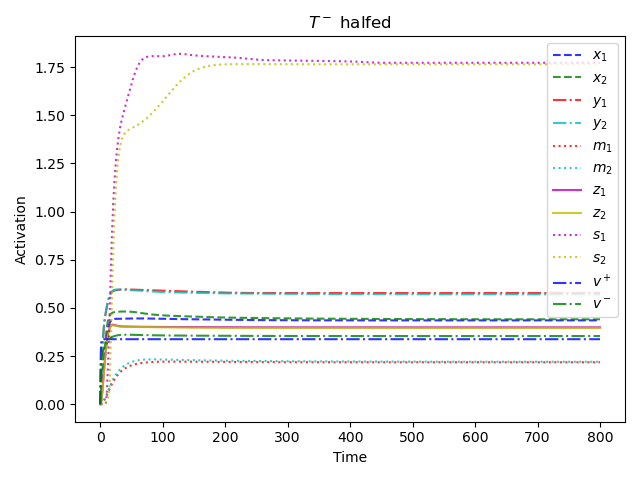 T⁻ halfed
Activation
1.75
1.50
1.25
1.00
0.75
0.50
0.25
0.00
0 100 200 300 400 500 600 700 800
Time
x₁
x₂
y₁
y₂
m₁
m₂
z₁
z₂
s₁
s₂
v⁺
v⁻